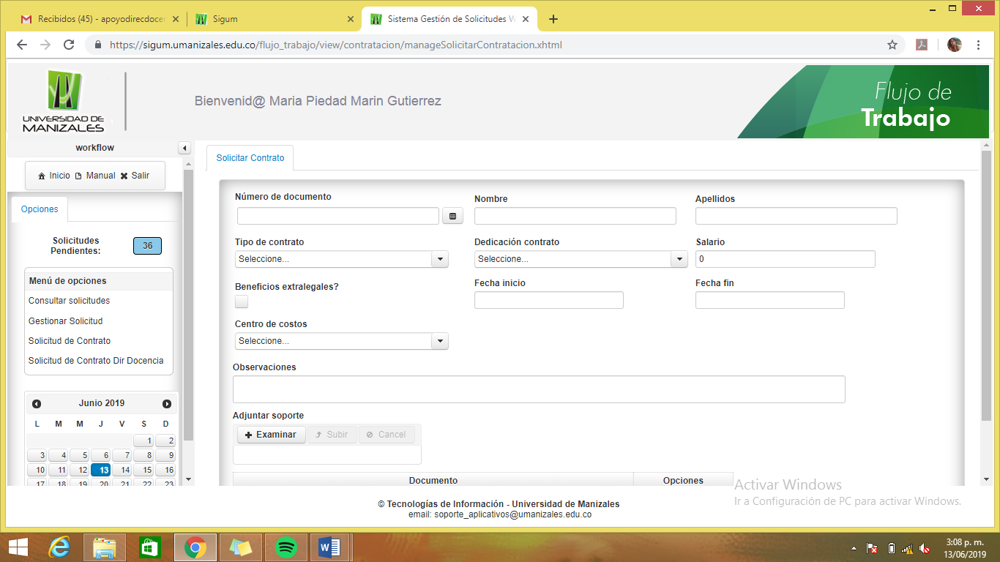 Recibidos (45) - apoyodirecdocen
Sigum
Sistema Gestión de Solicitudes W
https://sigum.umanizales.edu.co/flujo_trabajo/view/contratacion/manageSolicitarContratacion.xhtml
UNIVERSIDAD DE
MANIZALES
Bienvenid@ Maria Piedad Marin Gutierrez
Flujo de
Trabajo
workflow
Inicio Manual Salir
Opciones
Solicitudes
Pendientes:
36
Menú de opciones
Consultar solicitudes
Gestionar Solicitud
Solicitud de Contrato
Solicitud de Contrato Dir Docencia
Junio 2019
L M M J V S D
1 2
3 4 5 6 7 8 9
10 11 12 13 14 15 16
17 18 19 20 21 22 23
Solicitar Contrato
Número de documento
Nombre
Apellidos
Tipo de contrato
Dedicación contrato
Salario
Seleccione...
Seleccione...
0
Beneficios extralegales?
Fecha inicio
Fecha fin
Centro de costos
Seleccione...
Observaciones
Adjuntar soporte
Examinar Subir Cancel
Documento
Opciones
Activar Windows
Ir a Configuración de PC para activar Windows.
© Tecnologías de Información - Universidad de Manizales
email: soporte_aplicativos@umanizales.edu.co
3:08 p. m.
13/06/2019